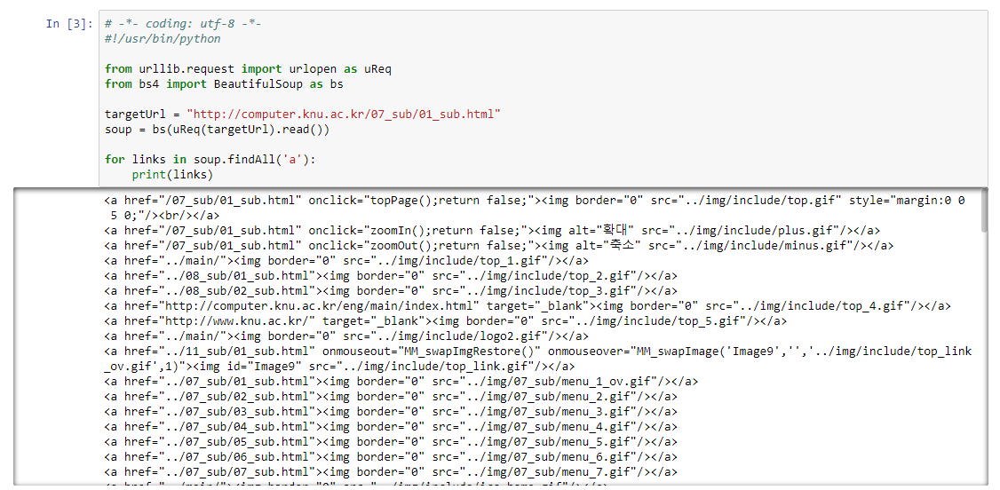 In [3]: # -*- coding: utf-8 -*-
#!/usr/bin/python
from urllib.request import urlopen as uReq
from bs4 import BeautifulSoup as bs
targetUrl = "http://computer.knu.ac.kr/07_sub/01_sub.html"
soup = bs(uReq(targetUrl).read())
for links in soup.findAll('a'):
    print(links)
<a href="/07_sub/01_sub.html" onclick="topPage();return false;"><img border="0" src="../img/include/top.gif" style="margin:0 0
 5 0;"/><br/></a>
<a href="/07_sub/01_sub.html" onclick="zoomIn();return false;"><img alt="확대" src="../img/include/plus.gif"/></a>
<a href="/07_sub/01_sub.html" onclick="zoomOut();return false;"><img alt="축소" src="../img/include/minus.gif"/></a>
<a href="../main/"><img border="0" src="../img/include/top_1.gif"/></a>
<a href="../08_sub/01_sub.html"><img border="0" src="../img/include/top_2.gif"/></a>
<a href="../08_sub/02_sub.html"><img border="0" src="../img/include/top_3.gif"/></a>
<a href="http://computer.knu.ac.kr/eng/main/index.html" target="_blank"><img border="0" src="../img/include/top_4.gif"/></a>
<a href="http://www.knu.ac.kr/" target="_blank"><img border="0" src="../img/include/top_5.gif"/></a>
<a href="../main/"><img border="0" src="../img/include/logo2.gif"/></a>
<a href="../11_sub/01_sub.html" onmouseout="MM_swapImgRestore()" onmouseover="MM_swapImage('Image9','','../img/include/top_link
_ov.gif',1)"><img id="Image9" src="../img/include/top_link.gif"/></a>
<a href="../07_sub/01_sub.html"><img border="0" src="../img/07_sub/menu_1_ov.gif"/></a>
<a href="../07_sub/02_sub.html"><img border="0" src="../img/07_sub/menu_2.gif"/></a>
<a href="../07_sub/03_sub.html"><img border="0" src="../img/07_sub/menu_3.gif"/></a>
<a href="../07_sub/04_sub.html"><img border="0" src="../img/07_sub/menu_4.gif"/></a>
<a href="../07_sub/05_sub.html"><img border="0" src="../img/07_sub/menu_5.gif"/></a>
<a href="../07_sub/06_sub.html"><img border="0" src="../img/07_sub/menu_6.gif"/></a>
<a href="../07_sub/07_sub.html"><img border="0" src="../img/07_sub/menu_7.gif"/></a>